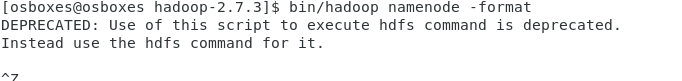 [osboxes@osboxes hadoop-2.7.3]$ bin/hadoop namenode -format
DEPRECATED: Use of this script to execute hdfs command is deprecated.
Instead use the hdfs command for it.
^Z